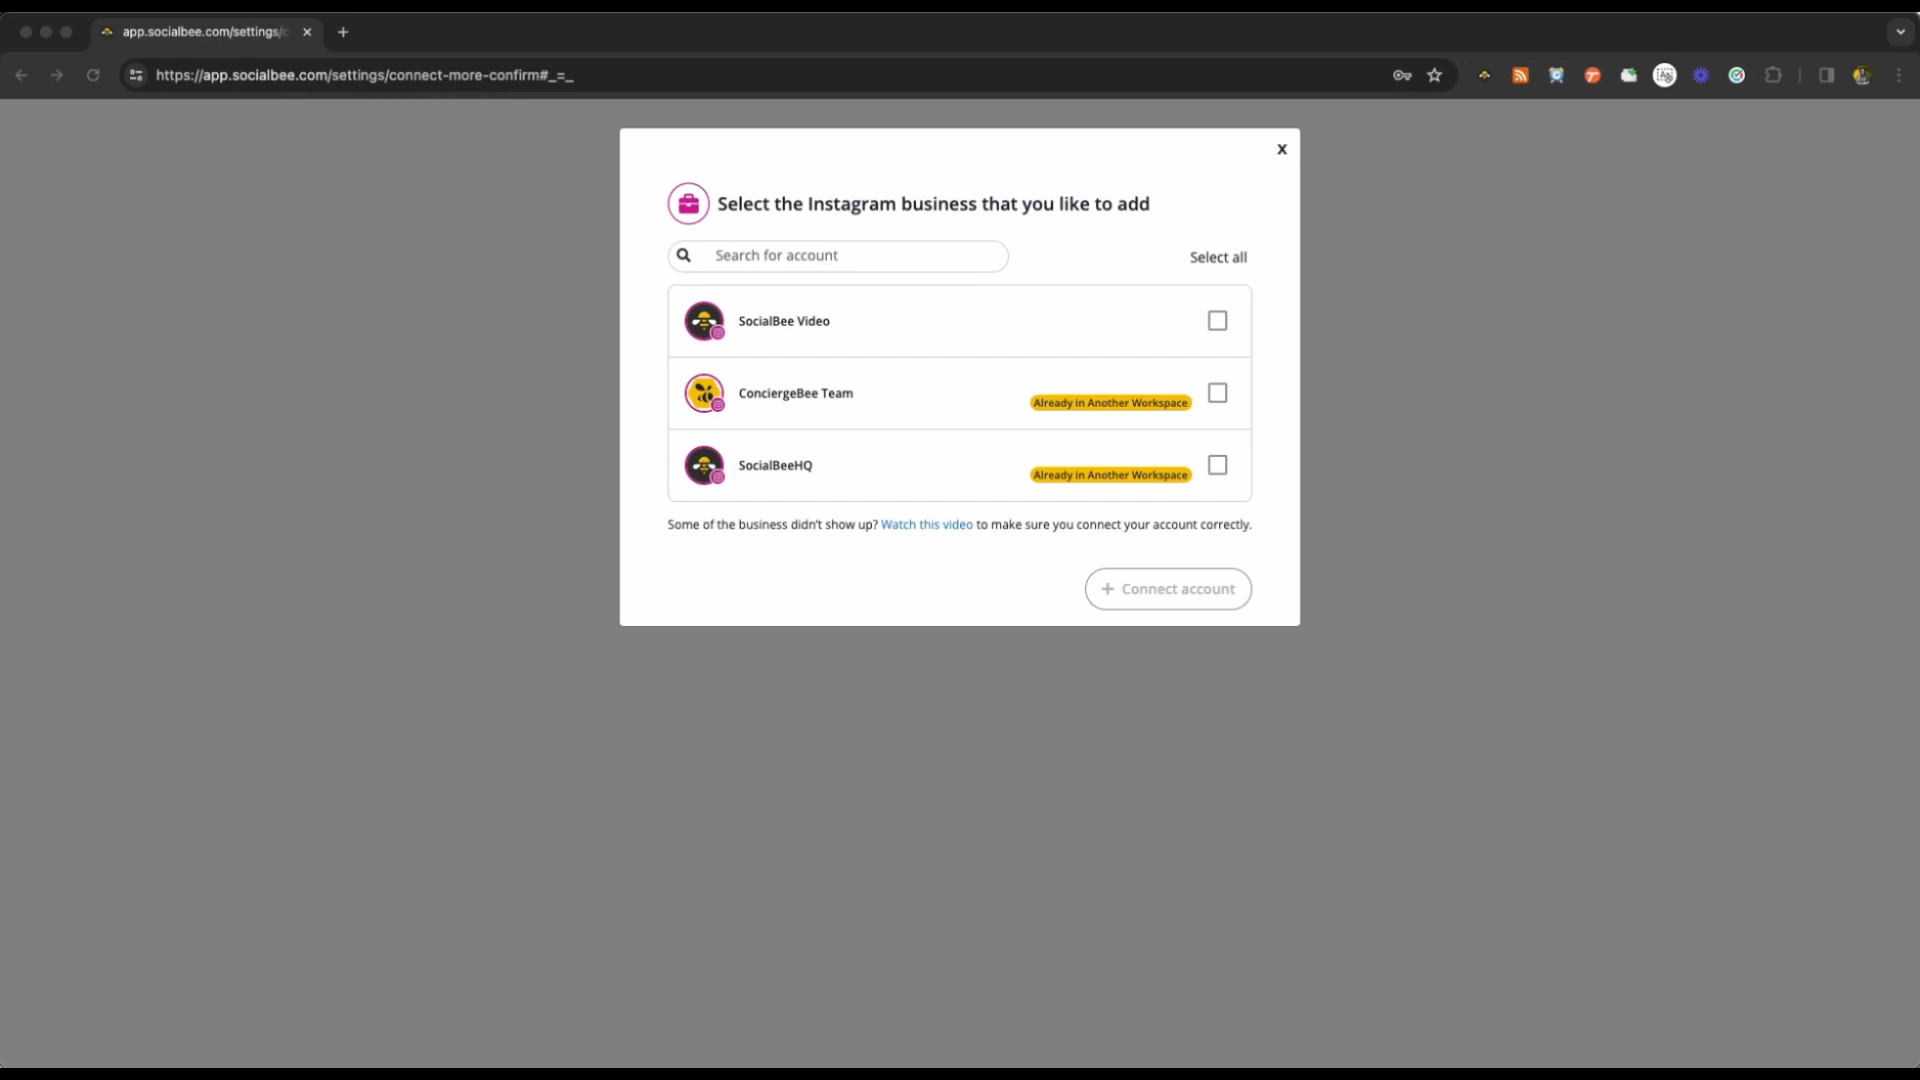 app.socialbee.com/settings/c
https://app.socialbee.com/settings/connect-more-confirm#_=_
x
Select the Instagram business that you like to add
Search for account
Select all
SocialBee Video
ConciergeBee Team
Already in Another Workspace
SocialBeeHQ
Already in Another Workspace
Some of the business didn't show up? Watch this video to make sure you connect your account correctly.
+ Connect account